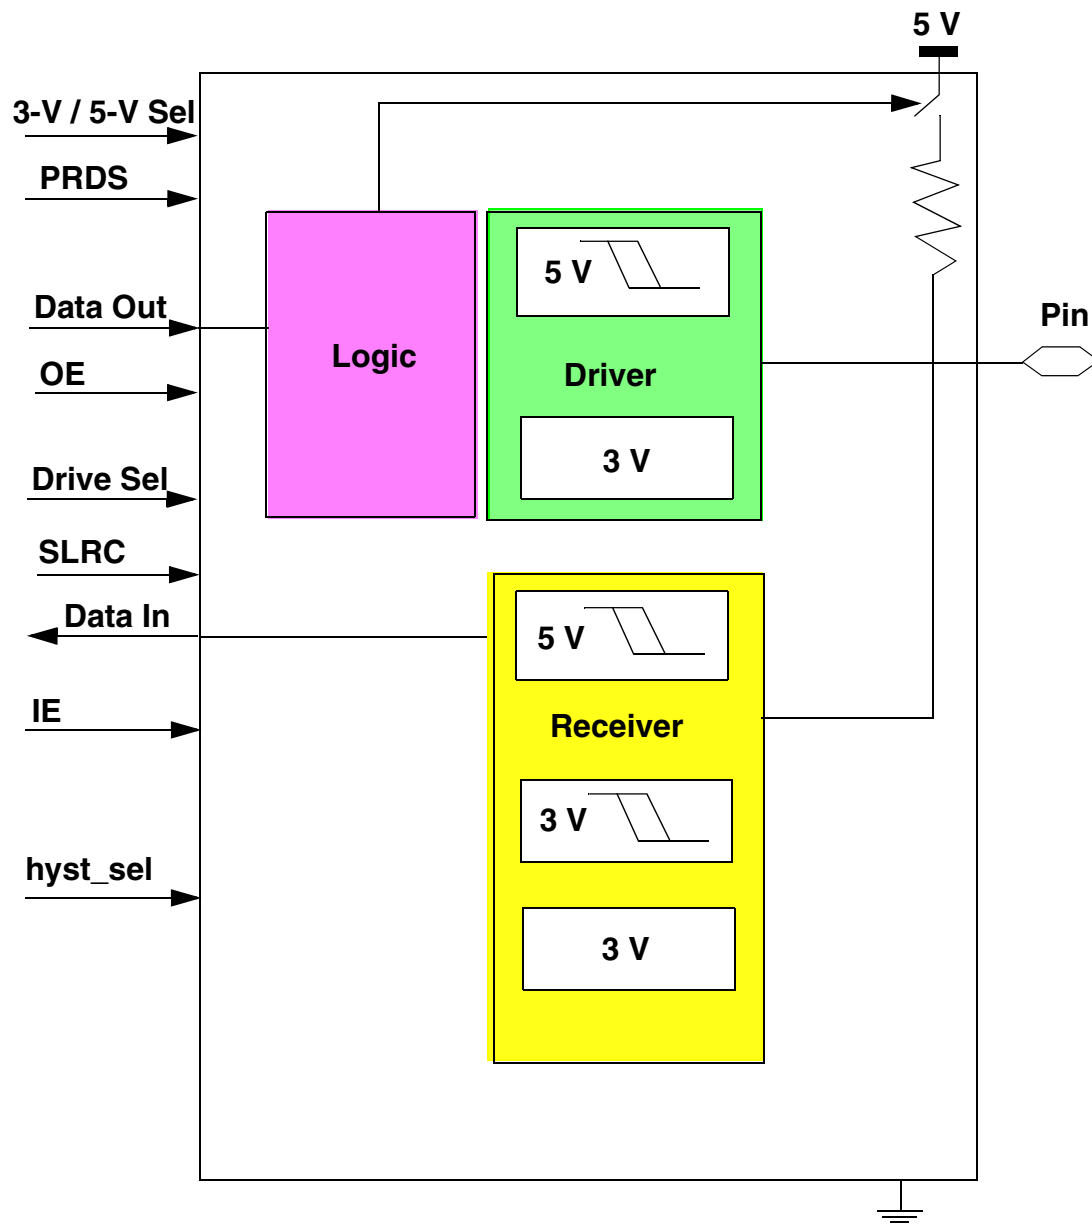 5 V
3-V / 5-V Sel
PRDS
5 V
Data Out
Pin
Logic
Driver
OE
3 V
Drive Sel
SLRC
Data In
5 V
IE
Receiver
3 V
hyst_sel
3 V